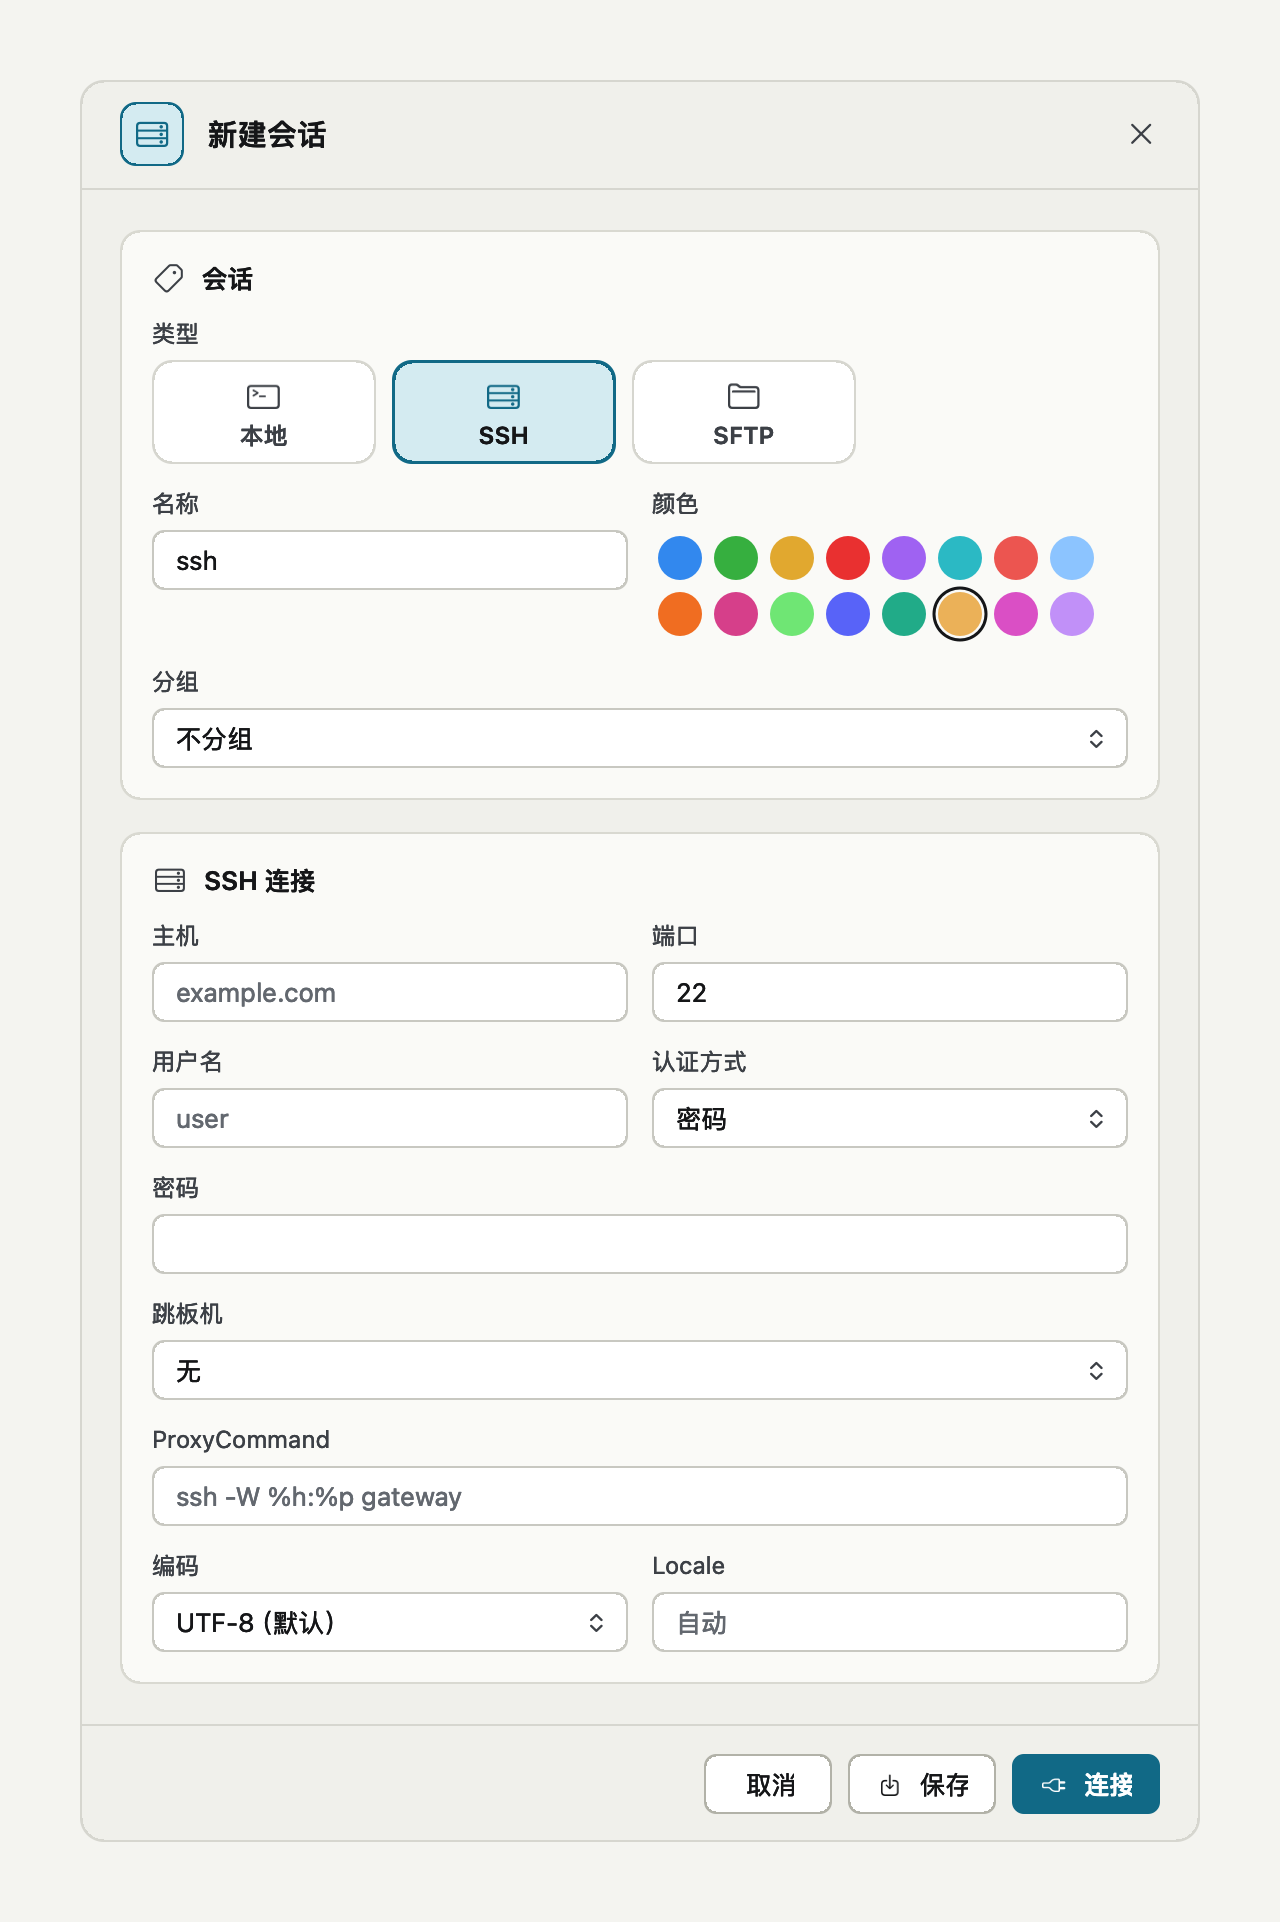 新建会话
会话
类型
本地
SSH
SFTP
名称
颜色
ssh
分组
不分组
SSH 连接
主机
端口
example.com
22
用户名
认证方式
user
密码
密码
跳板机
无
ProxyCommand
ssh -W %h:%p gateway
编码
Locale
UTF-8 (默认)
自动
取消
保存
连接